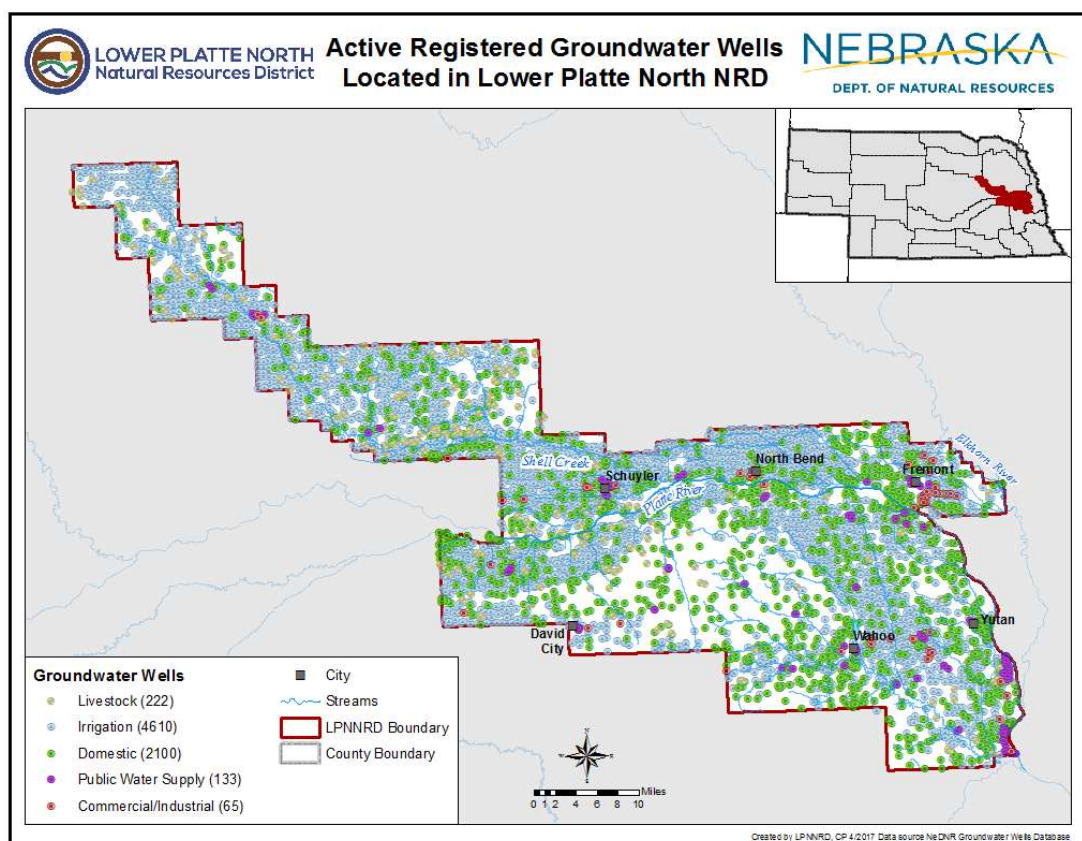 LOWER PLATTE NORTH
Natural Resources District
Active Registered Groundwater Wells
Located in Lower Platte North NRD
NEBRASKA
DEPT. OF NATURAL RESOURCES
Elkhorn River
North Bend
Fremont
Shell Creek
Schuyler
Platte River
David
City
Yutan
Wahoo
Groundwater Wells
Livestock (222)
Irrigation (4610)
Domestic (2100)
Public Water Supply (133)
Commercial/Industrial (65)
City
Streams
LPNNRD Boundary
County Boundary
Miles
0 1 2 4 6 8 10
Created by LPNNRD, CP 4/2017 Data source NeDNR Groundwater Wells Database